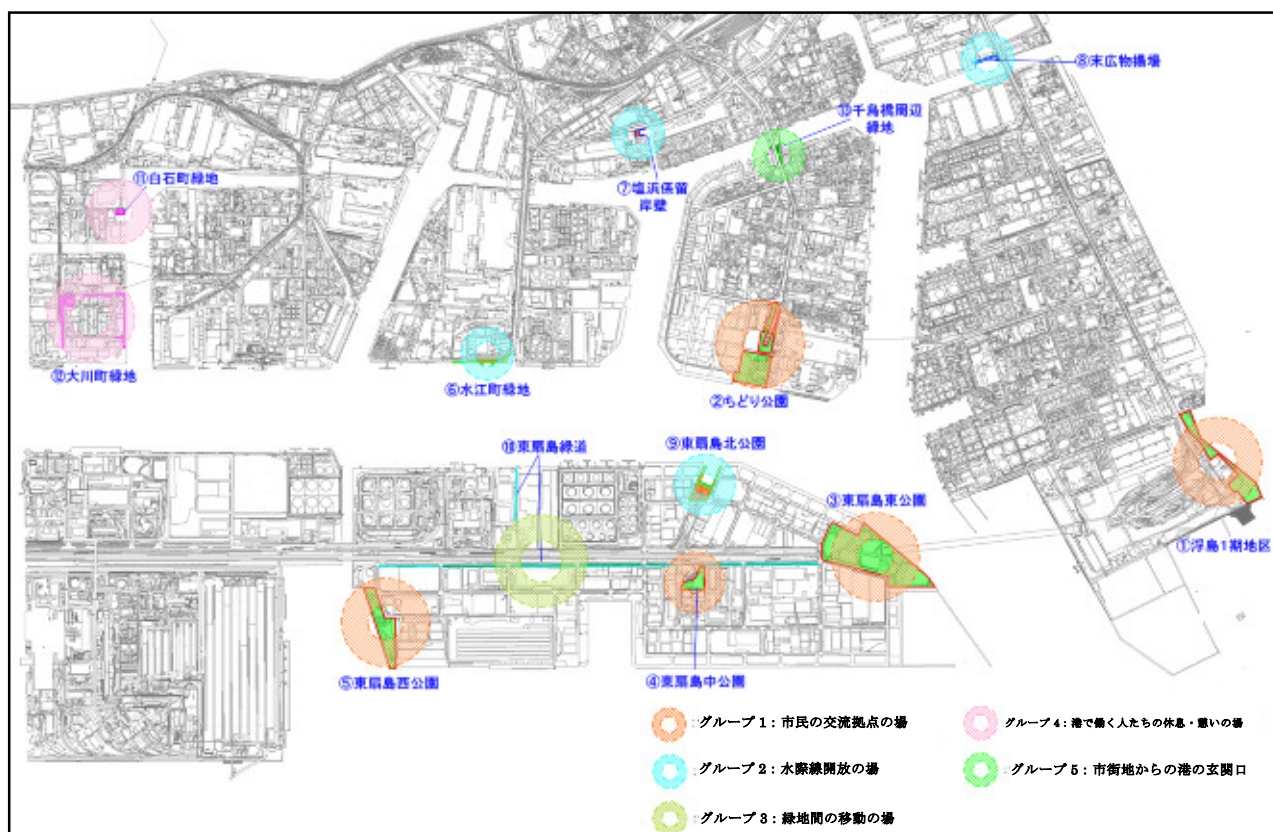 ⑧末広物揚場
⑬千鳥橋周辺
緑地
⑦塩浜係留
岸壁
⑪白石町緑地
⑫大川町緑地
⑥水江町緑地
②ちどり公園
⑩東扇島緑道
⑨東扇島北公園
③東扇島東公園
①浮島1期地区
⑤東扇島西公園
④東扇島中公園
グループ1：市民の交流拠点の場
グループ2：水際線開放の場
グループ3：緑地間の移動の場
グループ4：港で働く人たちの休息・憩いの場
グループ5：市街地からの港の玄関口